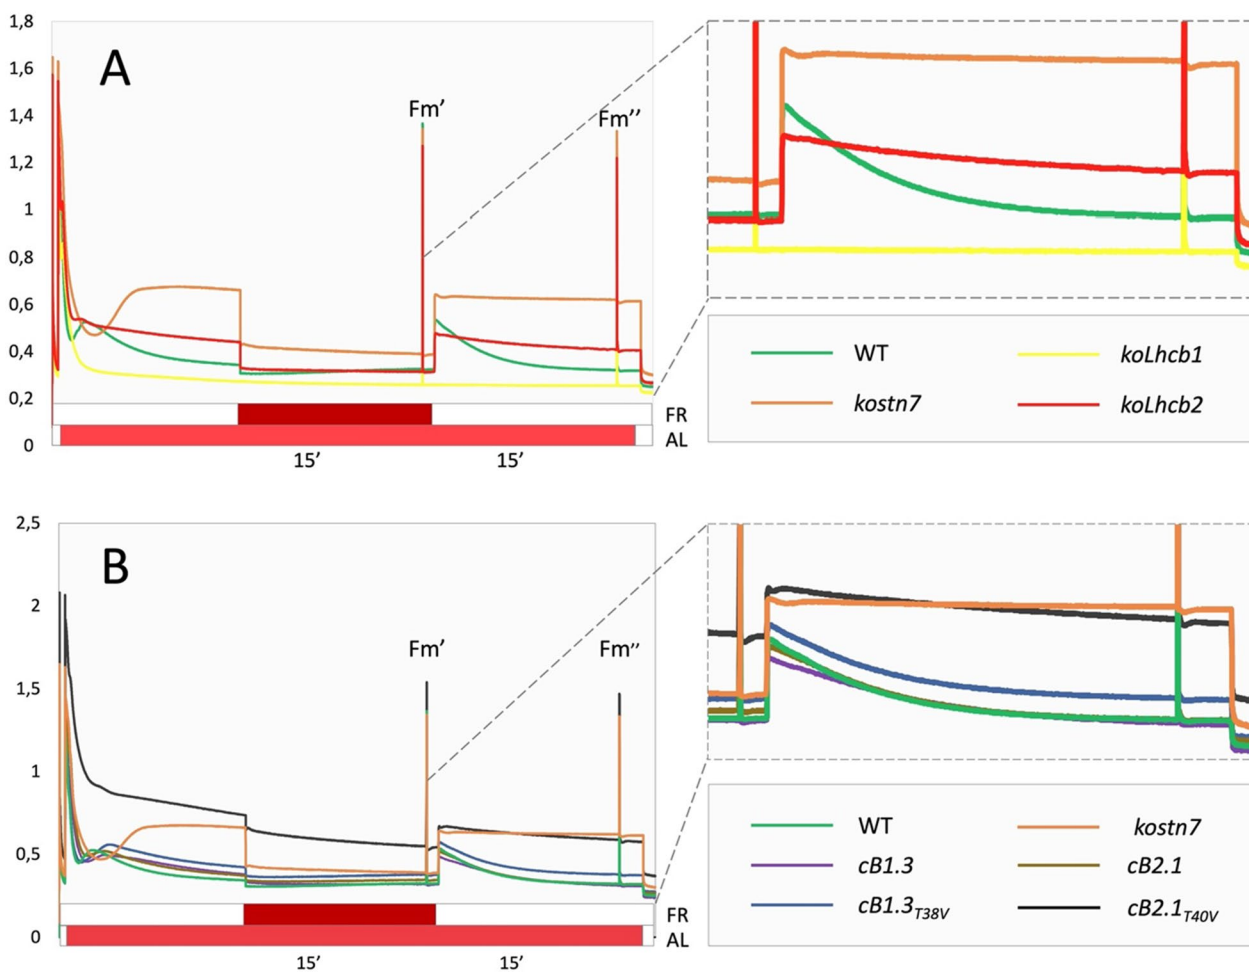 1,8
1,6
1,4
1,2
1
0,8
0,6
0,4
0,2
0
A
Fm’
Fm’’
FR
AL
15’
15’
WT
koLhcb1
kostn7
koLhcb2
2,5
2
1,5
1
0,5
0
B
Fm’
Fm’’
FR
AL
15’
15’
WT
kostn7
cB1.3
cB2.1
cB1.3T38V
cB2.1T40V